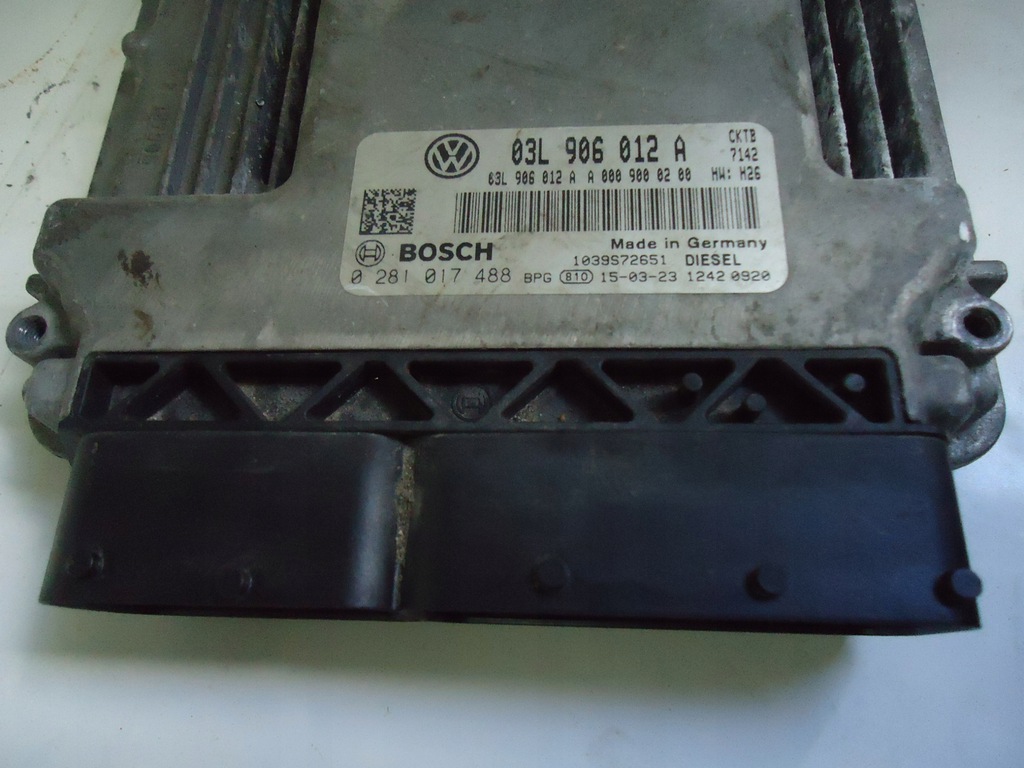 03L 906 012 A
CKTB
7142
03L 906 012 A A 000 900 02 00 HW: H26
BOSCH
Made in Germany
1039S72651 DIESEL
0 281 017 488 BPG 810 15-03-23 1242 0920